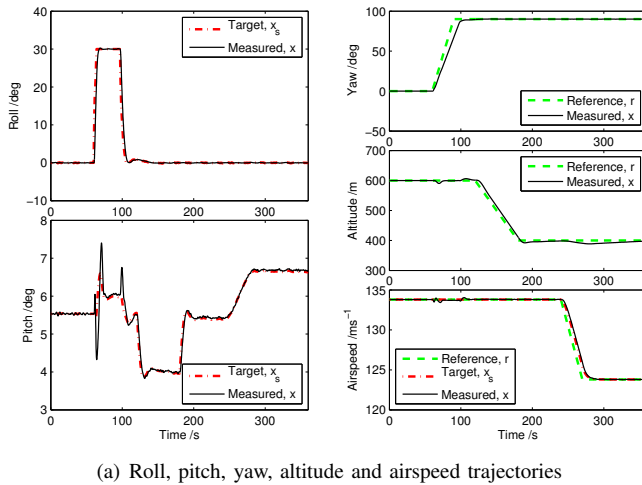 30
20
10
0
−10
Roll /deg
0
100
200
300
Target, x_s
Measured, x
8
7
6
5
4
3
Pitch /deg
Target, x_s
Measured, x
0
100
200
300
Time /s
100
50
0
−50
Yaw /deg
Reference, r
Measured, x
0
100
200
300
700
600
500
400
300
Altitude /m
Reference, r
Measured, x
0
100
200
300
135
130
125
120
Airspeed /ms⁻¹
Reference, r
Target, x_s
Measured, x
0
100
200
300
Time /s
(a) Roll, pitch, yaw, altitude and airspeed trajectories